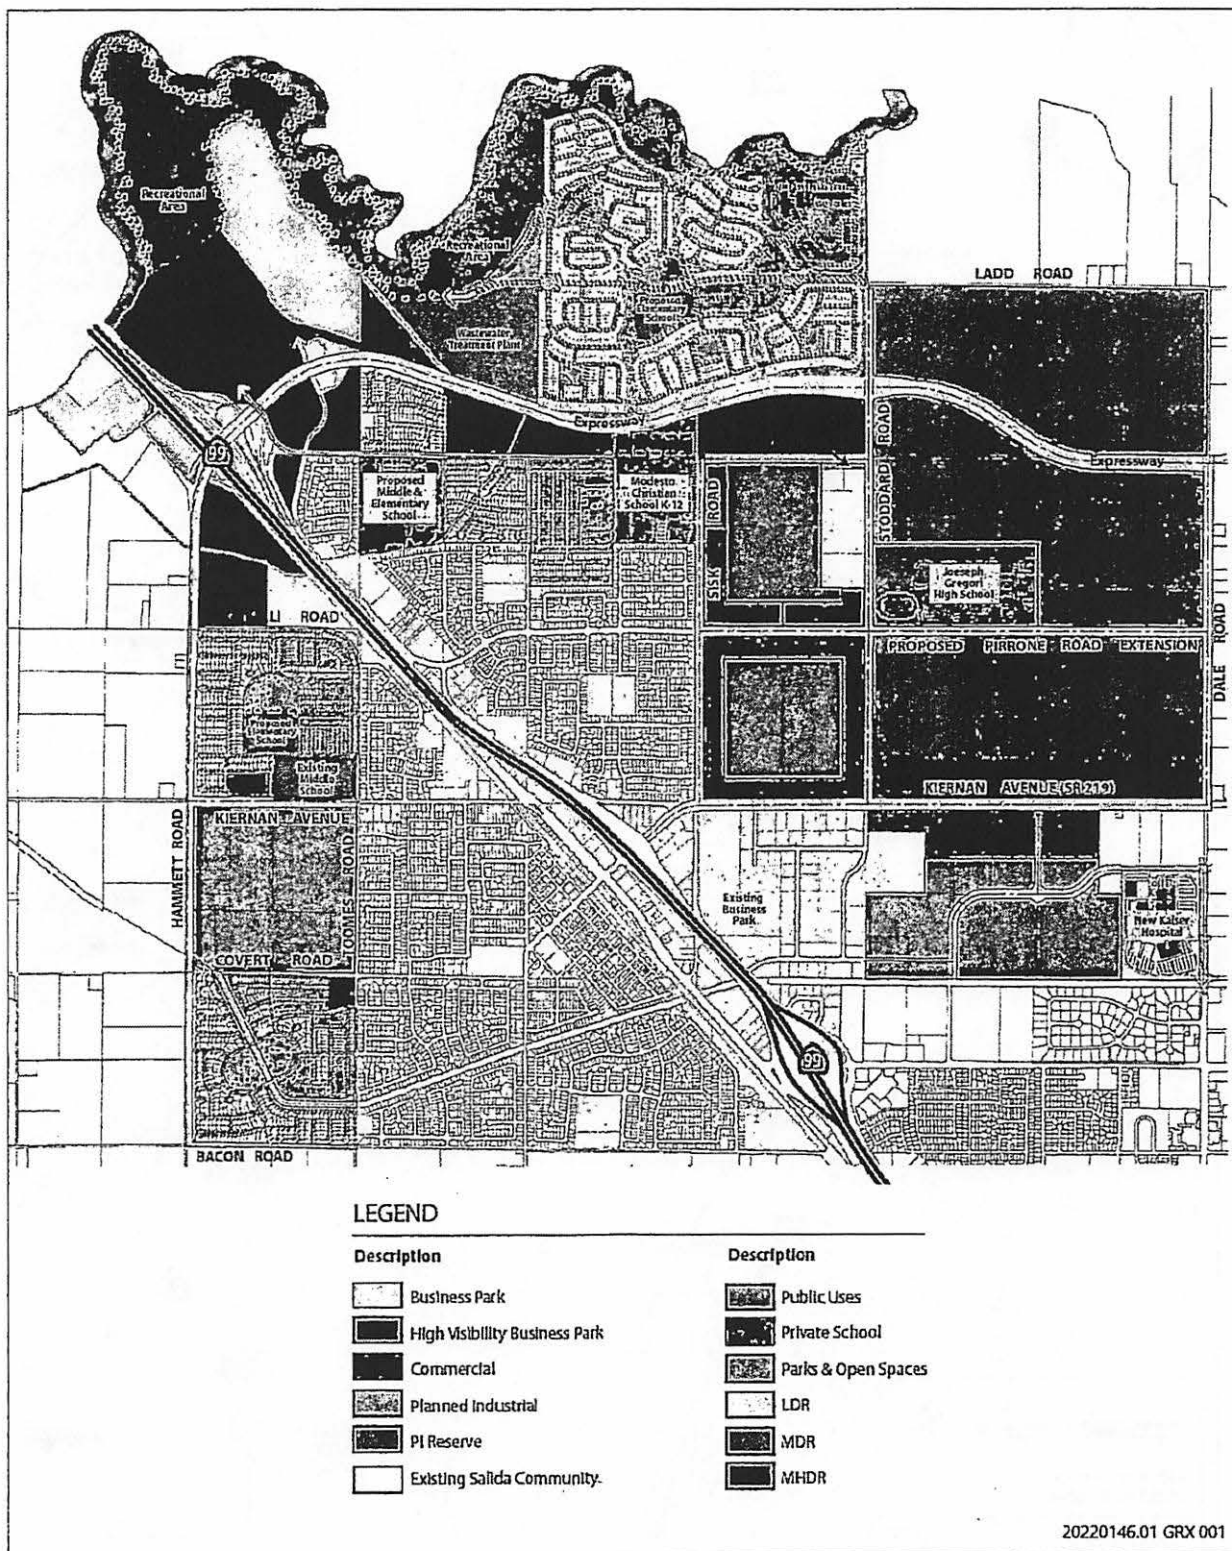 Recreational
Area
Recreational
Area
LADD ROAD
Proposed
Elementary
School
Wastewater
Treatment Plant
Expressway
99
STODDARD ROAD
Expressway
Proposed
Middle &
Elementary
School
Modesto
Christian
School K-12
SISK ROAD
Joeseph
Gregori
High School
LI ROAD
PROPOSED PIRRONE ROAD EXTENSION
DALE ROAD
Proposed
Elementary
School
Existing
Middle
School
KIERNAN AVENUE (SR219)
HAMMETT ROAD
KIERNAN AVENUE
TOOMES ROAD
Existing
Business
Park
New Kaiser
Hospital
COVERT ROAD
99
BACON ROAD
LEGEND
Description
Business Park
High Visibility Business Park
Commercial
Planned Industrial
PI Reserve
Existing Salida Community
Description
Public Uses
Private School
Parks & Open Spaces
LDR
MDR
MHDR
20220146.01 GRX 001